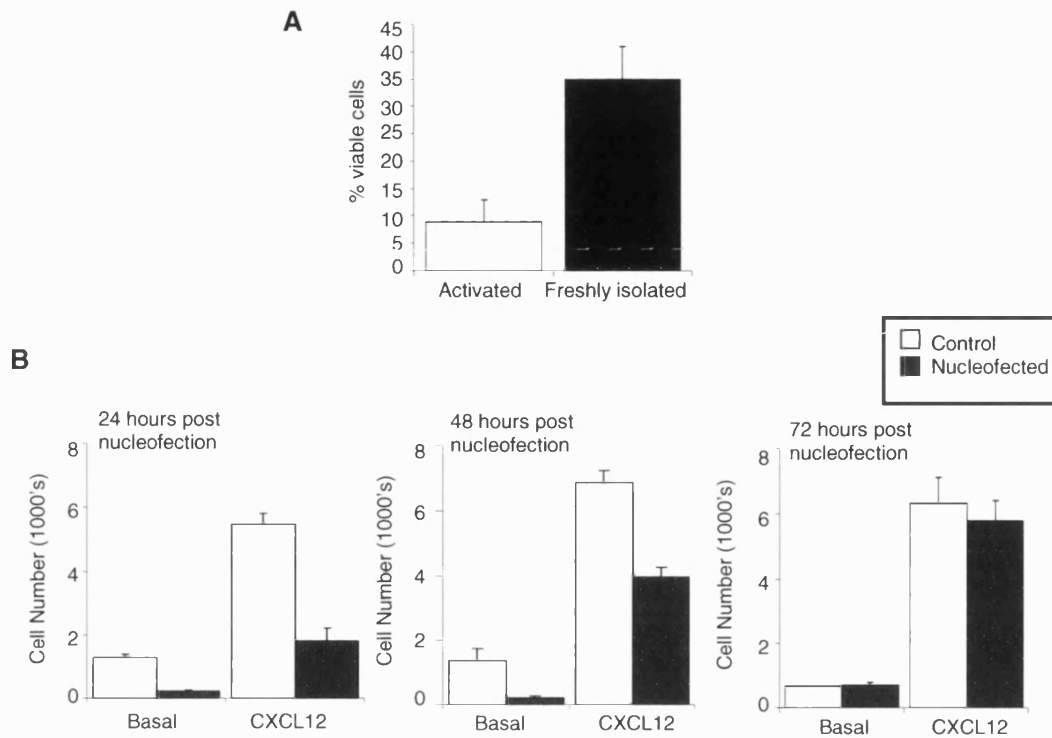 A
% viable cells
45
40
35
30
25
20
15
10
5
0
Activated
Freshly isolated
Control
Nucleofected
B
24 hours post
nucleofection
Cell Number (1000's)
8
6
4
2
0
Basal
CXCL12
48 hours post
nucleofection
Cell Number (1000's)
8
6
4
2
0
Basal
CXCL12
72 hours post
nucleofection
Cell Number (1000's)
8
6
4
2
0
Basal
CXCL12